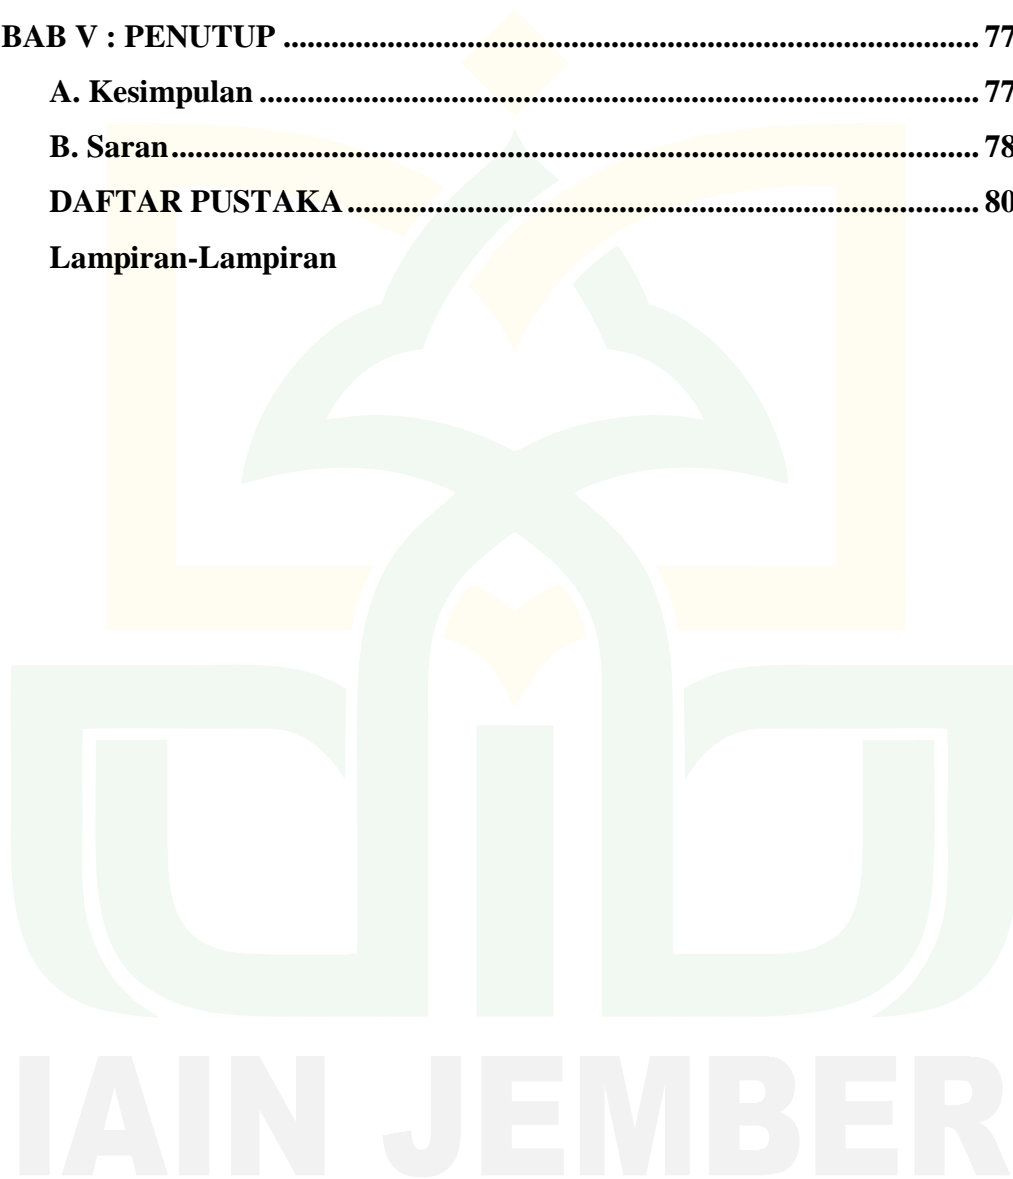 BAB V : PENUTUP ....................................................................................... 77
A. Kesimpulan .......................................................................................... 77
B. Saran..................................................................................................... 78
DAFTAR PUSTAKA ............................................................................... 80
Lampiran-Lampiran
IAIN JEMBER